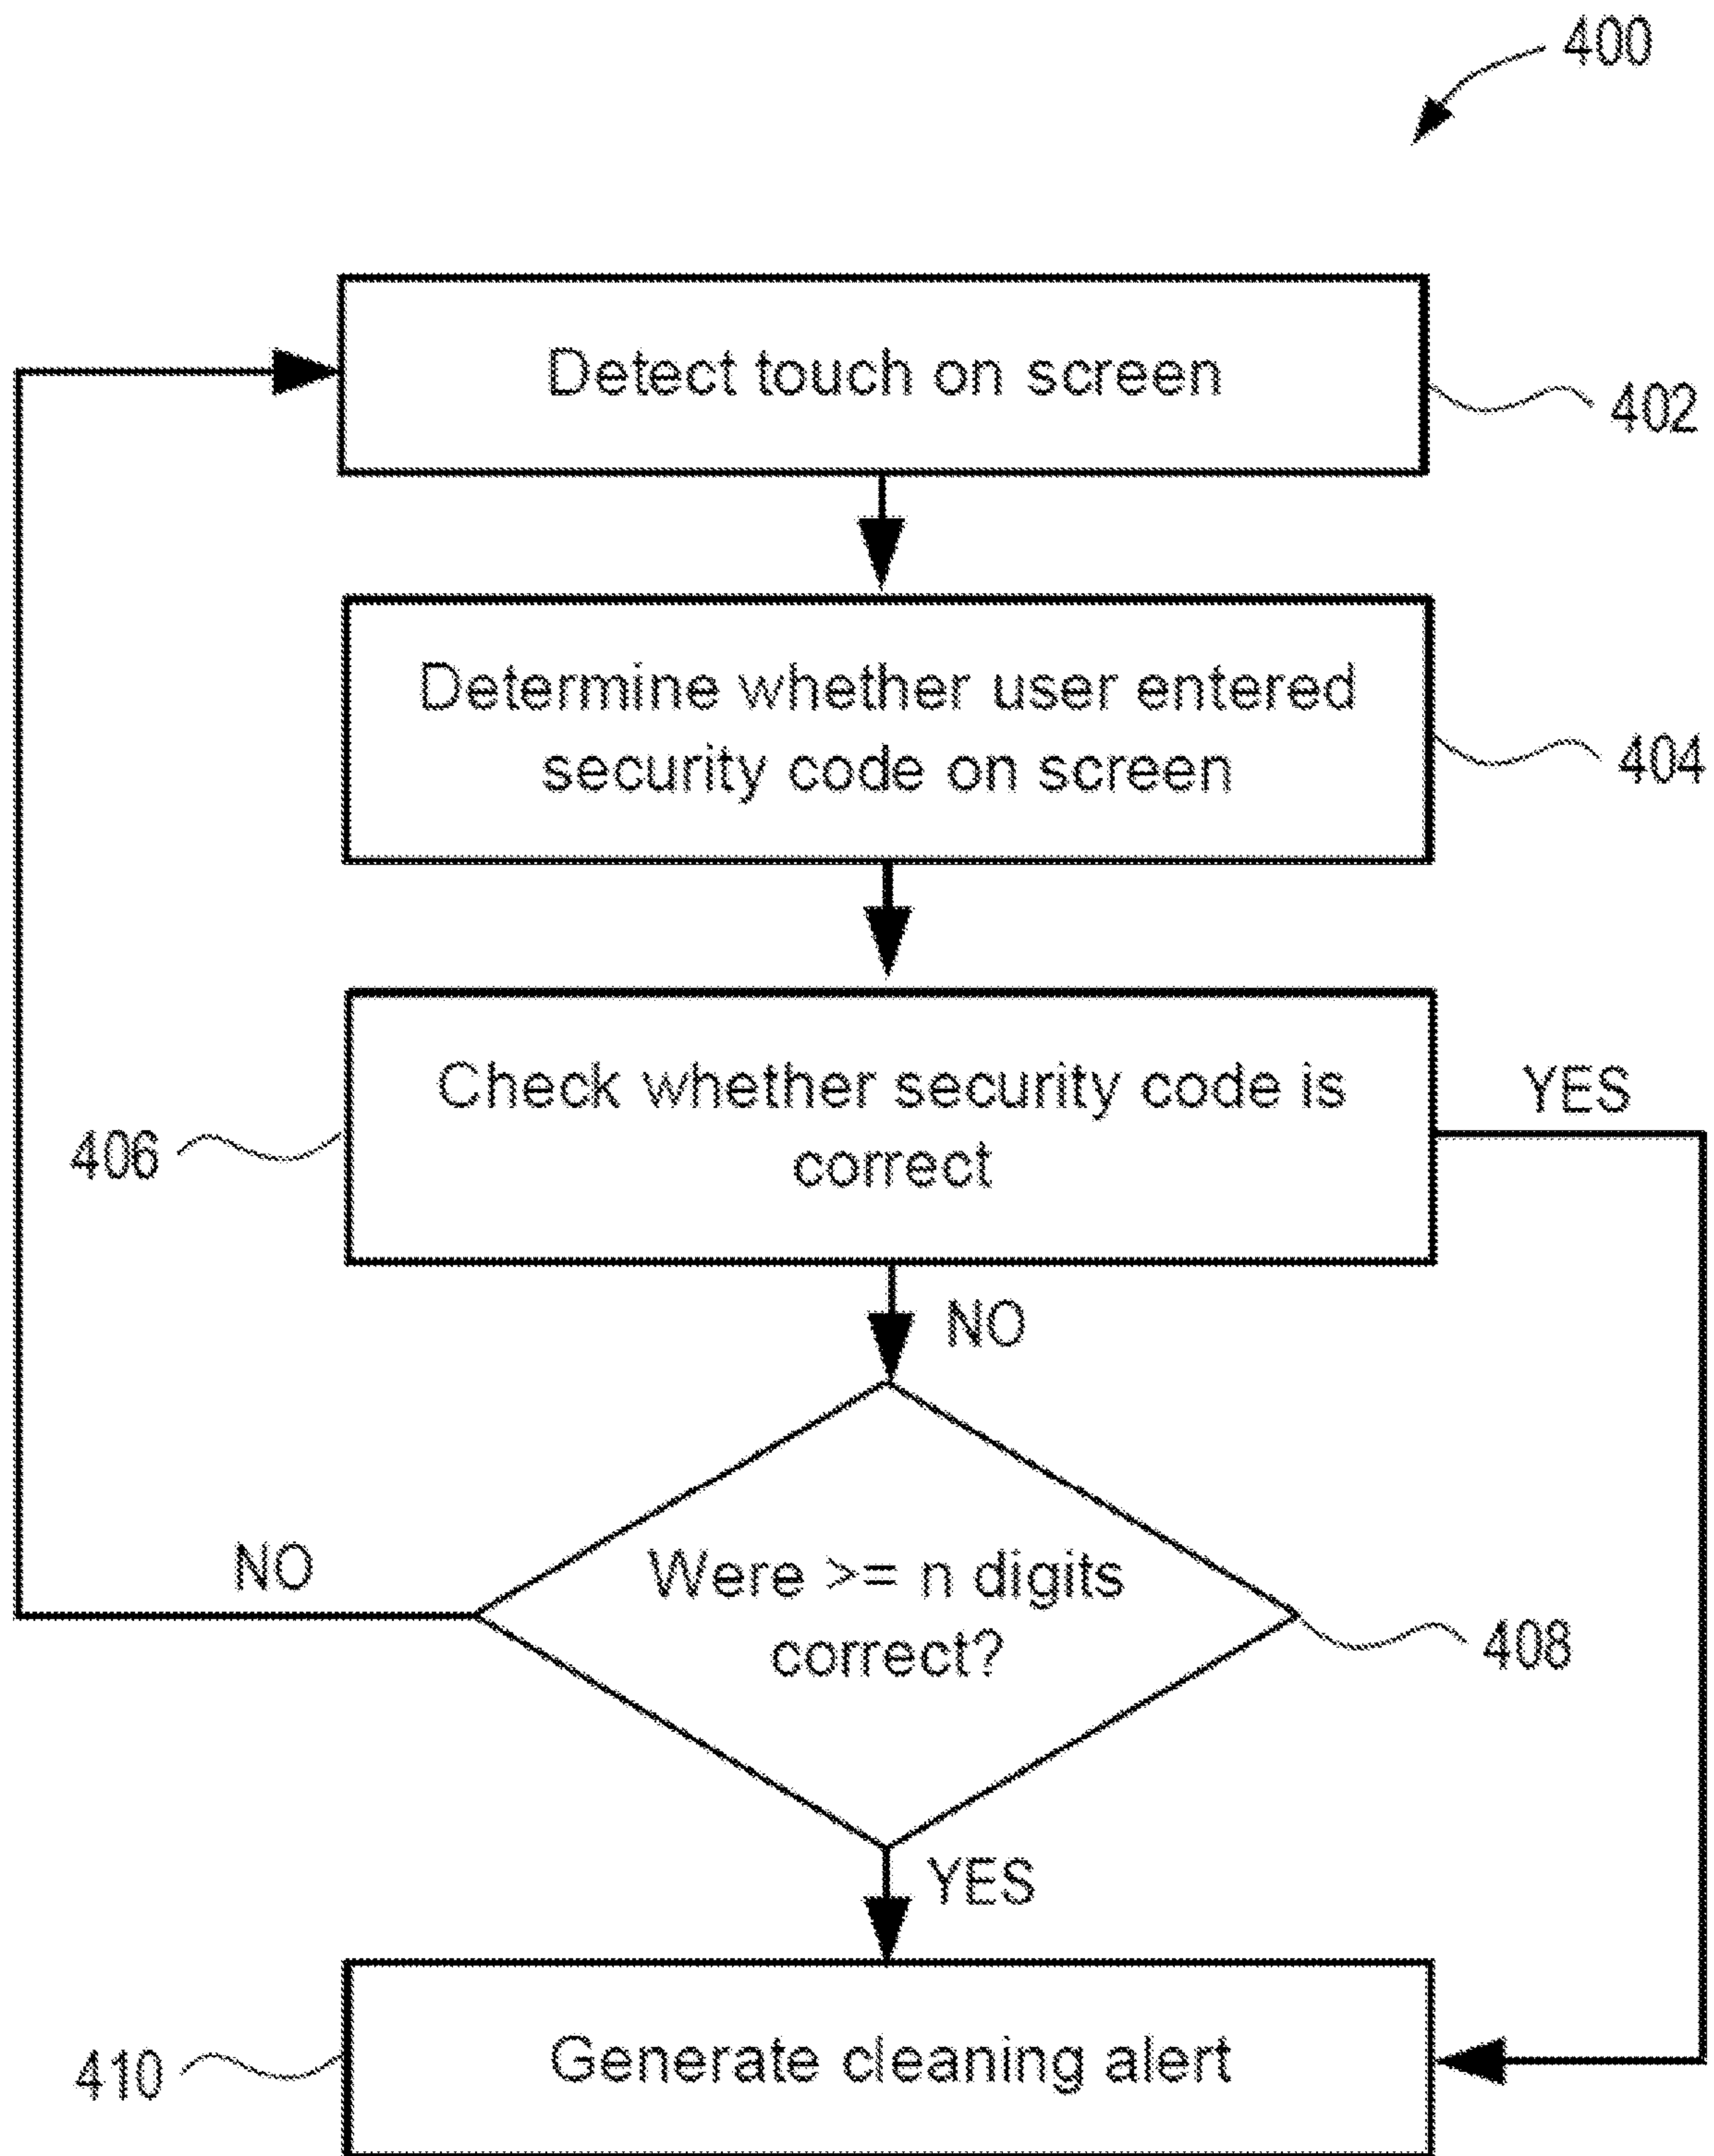 400
Detect touch on screen
402
Determine whether user entered
security code on screen
404
Check whether security code is
correct
YES
406
NO
Were >= n digits
correct?
NO
408
YES
Generate cleaning alert
410